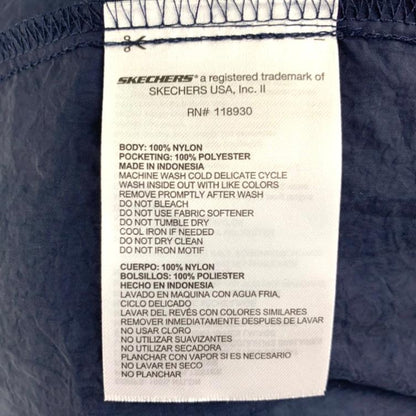 SKECHERS® a registered trademark of
SKECHERS USA, Inc. II
RN# 118930
BODY: 100% NYLON
POCKETING: 100% POLYESTER
MADE IN INDONESIA
MACHINE WASH COLD DELICATE CYCLE
WASH INSIDE OUT WITH LIKE COLORS
REMOVE PROMPTLY AFTER WASH
DO NOT BLEACH
DO NOT USE FABRIC SOFTENER
DO NOT TUMBLE DRY
COOL IRON IF NEEDED
DO NOT DRY CLEAN
DO NOT IRON MOTIF
CUERPO: 100% NYLON
BOLSILLOS: 100% POLIESTER
HECHO EN INDONESIA
LAVADO EN MAQUINA CON AGUA FRIA,
CICLO DELICADO
LAVAR DEL REVÉS CON COLORES SIMILARES
REMOVER INMEDIATAMENTE DESPUES DE LAVAR
NO USAR CLORO
NO UTILIZAR SUAVIZANTES
NO UTILIZAR SECADORA
PLANCHAR CON VAPOR SI ES NECESARIO
NO LAVAR EN SECO
NO PLANCHAR